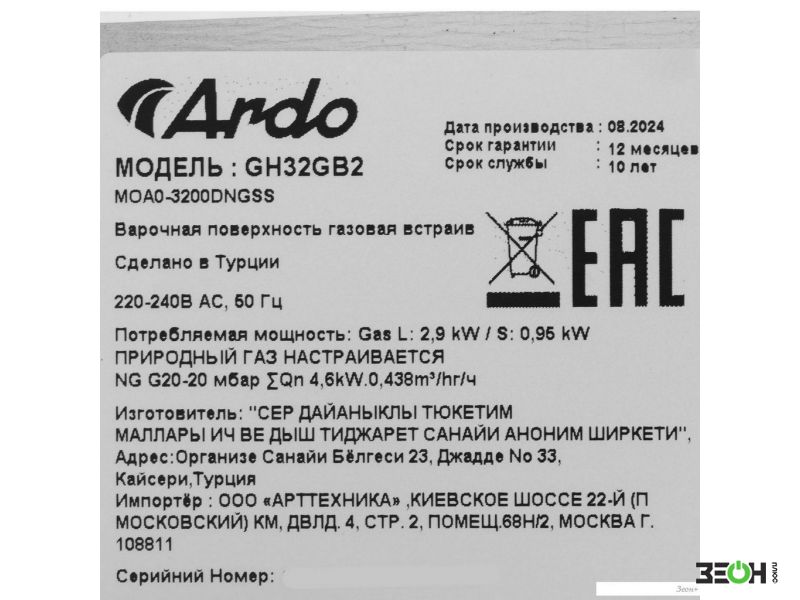 Ardo
Дата производства : 08.2024
Срок гарантии : 12 месяцев
Срок службы : 10 лет
МОДЕЛЬ : GH32GB2
MOA0-3200DNGSS
Варочная поверхность газовая встраив
Сделано в Турции
EAC
220-240В AC, 50 Гц
Потребляемая мощность: Gas L: 2,9 kW / S: 0,95 kW
ПРИРОДНЫЙ ГАЗ НАСТРАИВАЕТСЯ
NG G20-20 мбар ∑Qn 4,6kW.0,438m³/hr/ч
Изготовитель: "СЕР ДАЙАНЫКЛЫ ТЮКЕТИМ
МАЛЛАРЫ ИЧ ВЕ ДЫШ ТИДЖАРЕТ САНАЙИ АНОНИМ ШИРКЕТИ",
Адрес:Организе Санайи Бёлгеси 23, Джадде No 33,
Кайсери,Турция
Импортёр : ООО «АРТТЕХНИКА» ,КИЕВСКОЕ ШОССЕ 22-Й (П
МОСКОВСКИЙ) КМ, ДВЛД. 4, СТР. 2, ПОМЕЩ.68Н/2, МОСКВА Г.
108811
Серийний Номер:
Зеон+
ЗЕОН